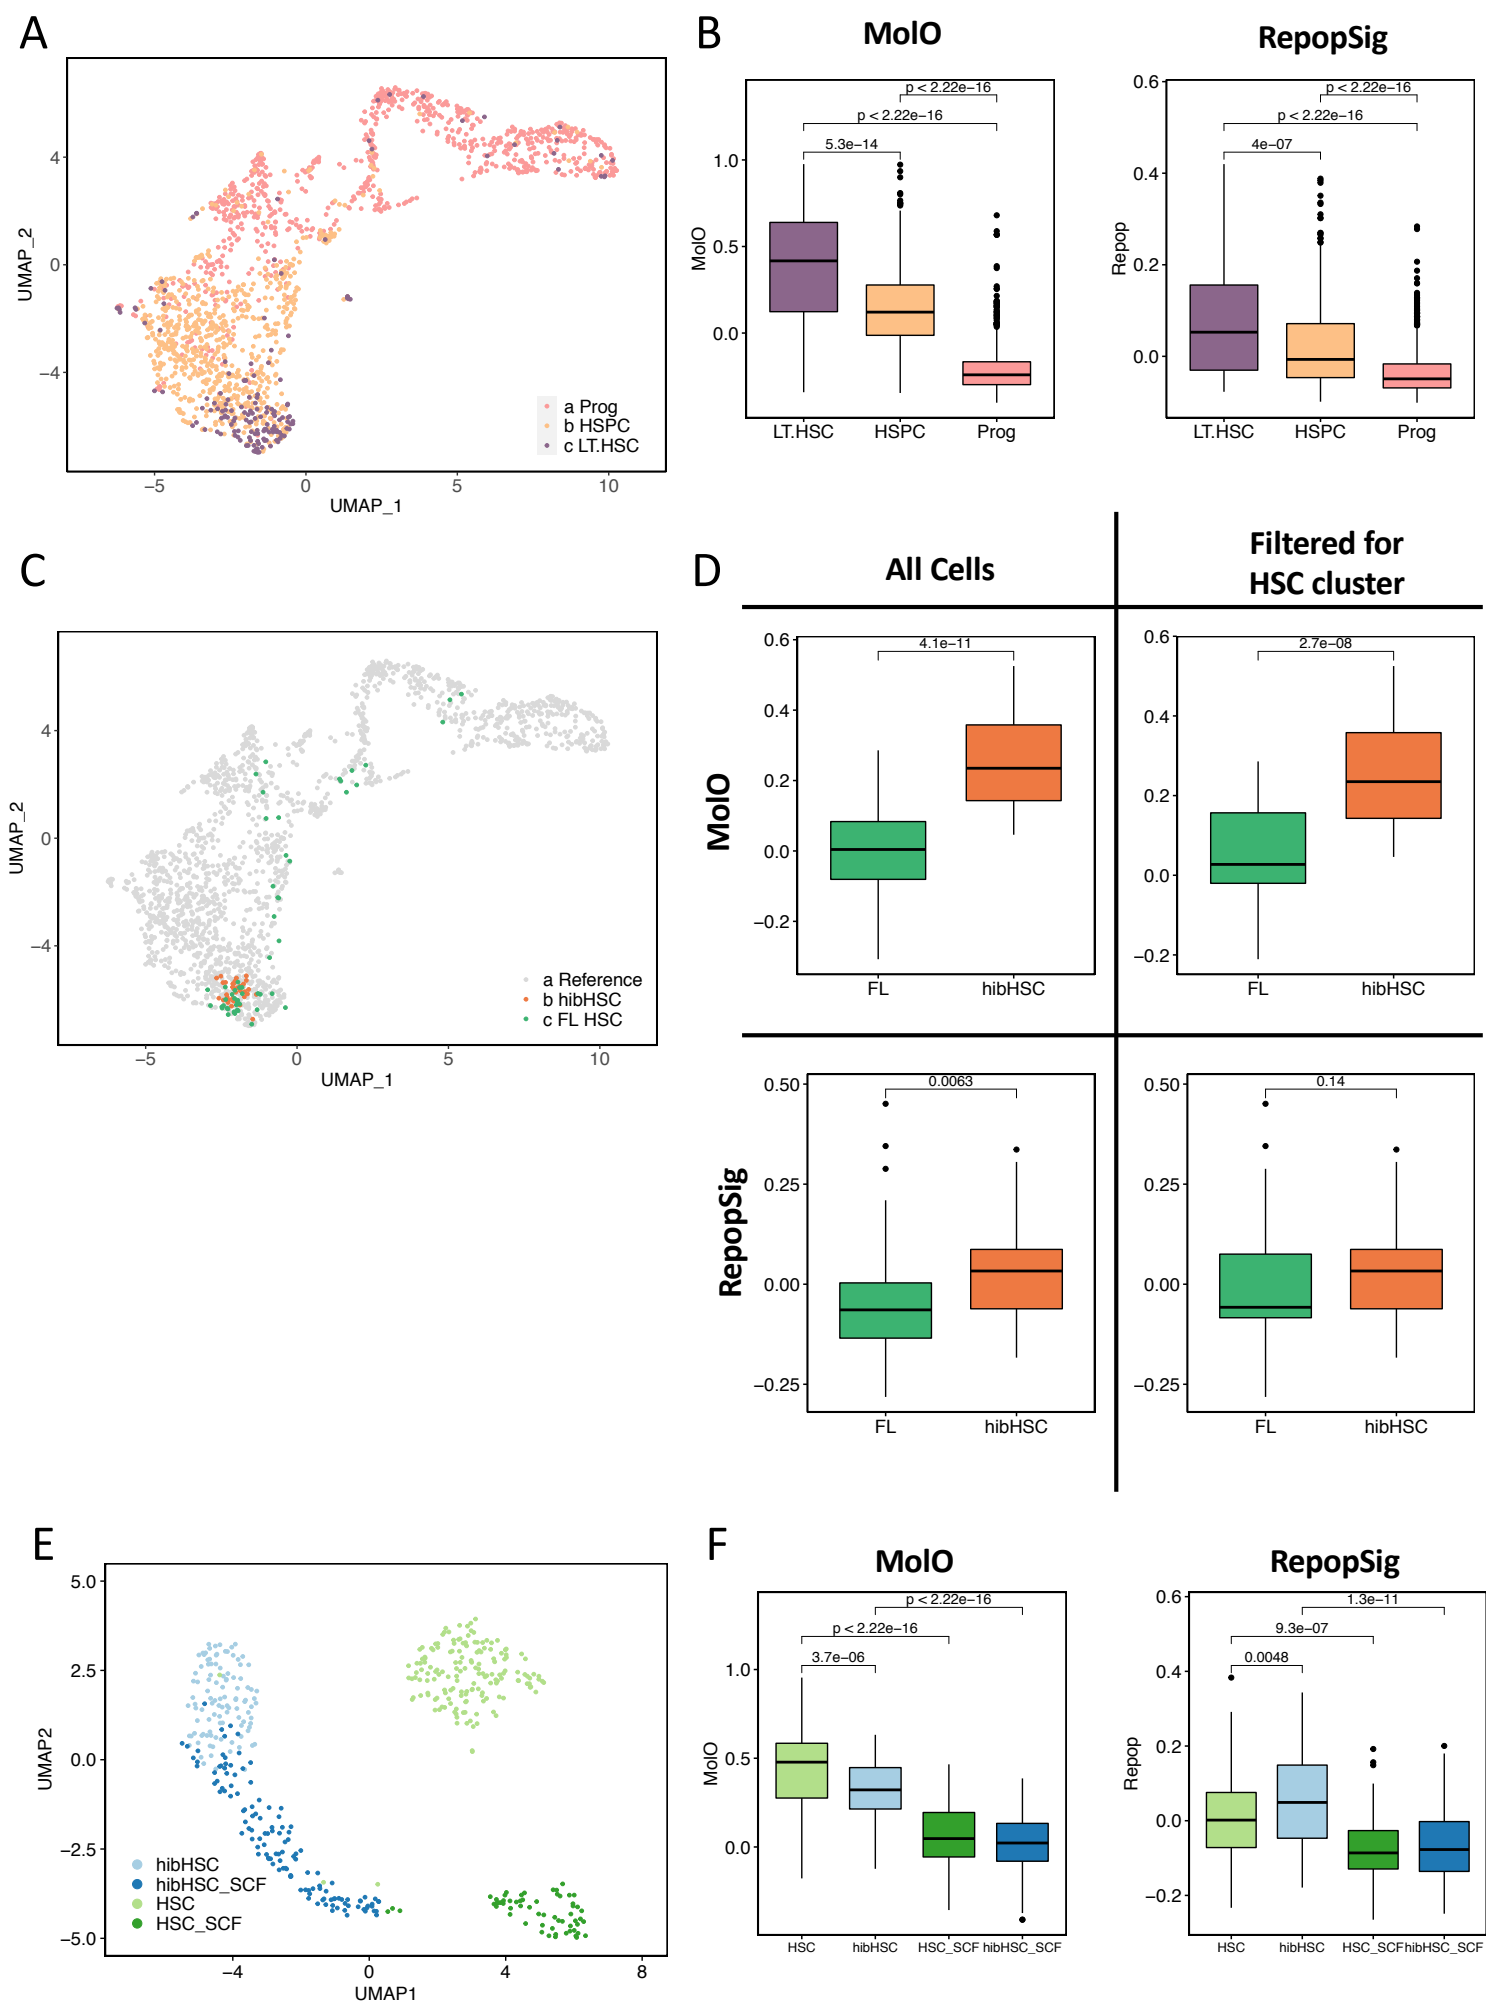 A
4
0
−4
UMAP_2
−5
0
5
10
UMAP_1
a Prog
b HSPC
c LT.HSC
B
MolO
p < 2.22e−16
p < 2.22e−16
5.3e−14
1.0
0.5
0.0
MolO
LT.HSC
HSPC
Prog
RepopSig
p < 2.22e−16
p < 2.22e−16
4e−07
0.6
0.4
0.2
0.0
Repop
LT.HSC
HSPC
Prog
C
4
0
−4
UMAP_2
−5
0
5
10
UMAP_1
a Reference
b hibHSC
c FL HSC
D
All Cells
Filtered for
HSC cluster
MolO
4.1e−11
0.6
0.4
0.2
0.0
−0.2
FL
hibHSC
2.7e−08
0.6
0.4
0.2
0.0
−0.2
FL
hibHSC
RepopSig
0.0063
0.50
0.25
0.00
−0.25
FL
hibHSC
0.14
0.50
0.25
0.00
−0.25
FL
hibHSC
E
5.0
2.5
0.0
−2.5
−5.0
UMAP2
−4
0
4
8
UMAP1
hibHSC
hibHSC_SCF
HSC
HSC_SCF
F
MolO
p < 2.22e−16
p < 2.22e−16
3.7e−06
1.0
0.5
0.0
MolO
HSC
hibHSC
HSC_SCF
hibHSC_SCF
RepopSig
1.3e−11
9.3e−07
0.0048
0.6
0.4
0.2
0.0
−0.2
Repop
HSC
hibHSC
HSC_SCF
hibHSC_SCF